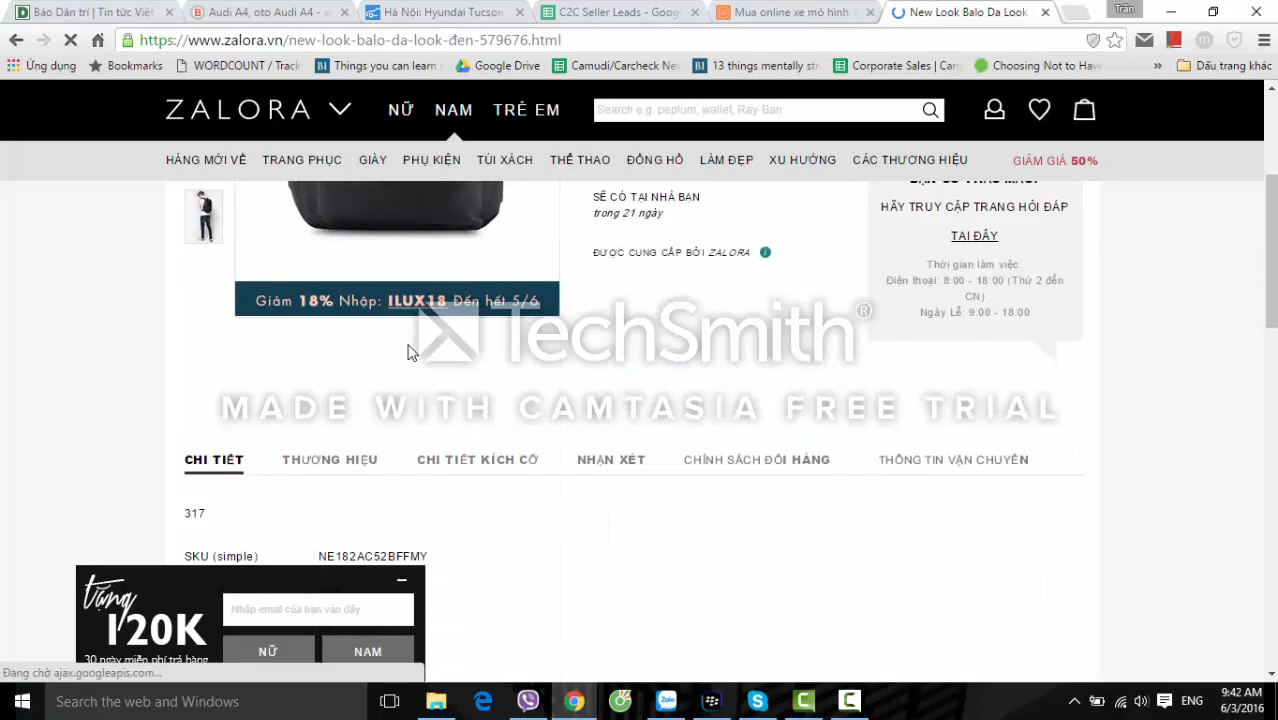 Báo Dân trí | Tin tức Việt
Audi A4, oto Audi A4 - x
Hà Nội: Hyundai Tucson
C2C Seller Leads - Googl
Mua online xe mô hình,
New Look Balo Da Look
Trần
https://www.zalora.vn/new-look-balo-da-look-đen-579676.html
Ứng dụng
Bookmarks
WORDCOUNT / Track
Things you can learn
Google Drive
Camudi/Carcheck Ne
13 things mentally stro
Corporate Sales | Carm
Choosing Not to Have
»
Dấu trang khác
ZALORA
NỮ NAM TRẺ EM
Search e.g. peplum, wallet, Ray-Ban
HÀNG MỚI VỀ TRANG PHỤC GIÀY PHỤ KIỆN TÚI XÁCH THỂ THAO ĐỒNG HỒ LÀM ĐẸP XU HƯỚNG CÁC THƯƠNG HIỆU GIẢM GIÁ 50%
SẼ CÓ TẠI NHÀ BẠN
trong 21 ngày
ĐƯỢC CUNG CẤP BỞI ZALORA i
HÃY TRUY CẬP TRANG HỎI ĐÁP
TẠI ĐÂY
Thời gian làm việc:
Điện thoại: 8:00 - 18:00 (Thứ 2 đến
CN)
Ngày Lễ: 9:00 - 18:00
Giảm 18% Nhập: ILUX18 Đến hết 5/6
TechSmith®
MADE WITH CAMTASIA FREE TRIAL
CHI TIẾT THƯƠNG HIỆU CHI TIẾT KÍCH CỠ NHẬN XÉT CHÍNH SÁCH ĐỔI HÀNG THÔNG TIN VẬN CHUYỂN
317
SKU (simple) NE182AC52BFFMY
tặng
120K
30 ngày miễn phí trả hàng
Nhập email của bạn vào đây
NỮ NAM
Đang chờ ajax.googleapis.com...
Search the web and Windows
ENG
9:42 AM
6/3/2016